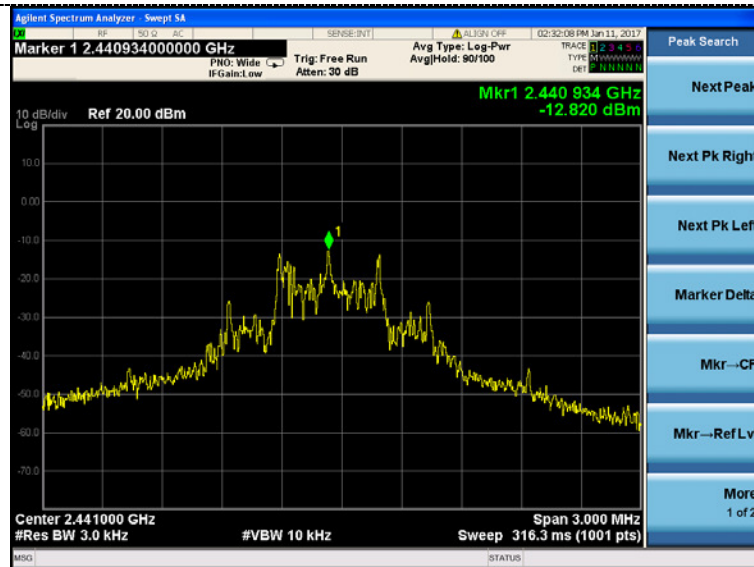 Agilent Spectrum Analyzer - Swept SA
RF 50 Ω AC SENSE:INT ALIGN OFF 02:32:08 PM Jan 11, 2017
Marker 1 2.440934000000 GHz
PNO: Wide
IFGain:Low
Trig: Free Run
Atten: 30 dB
Avg Type: Log-Pwr
Avg|Hold: 90/100
TRACE 1 2 3 4 5 6
TYPE M
DET P N N N N N
Peak Search
Mkr1 2.440 934 GHz
-12.820 dBm
10 dB/div Ref 20.00 dBm
Log
10.0
0.00
-10.0
-20.0
-30.0
-40.0
-50.0
-60.0
-70.0
1
Next Peak
Next Pk Right
Next Pk Left
Marker Delta
Mkr→CF
Mkr→Ref Lv
More
1 of 2
Center 2.441000 GHz Span 3.000 MHz
#Res BW 3.0 kHz #VBW 10 kHz Sweep 316.3 ms (1001 pts)
MSG STATUS